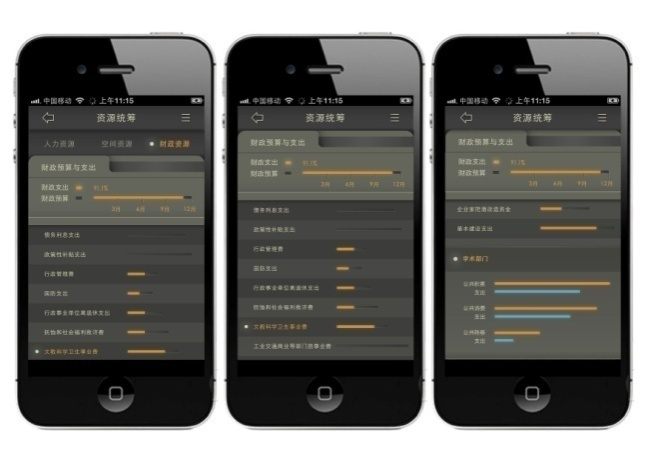 中国移动 上午11:15
资源统筹
人力资源 空间资源 财政资源
财政预算与支出
财政支出
财政预算
3月 6月 9月 12月
债务利息支出
政策性补贴支出
行政管理费
国防支出
行政事业单位离退休支出
抚恤和社会福利救济费
文教科学卫生事业费
中国移动 上午11:15
资源统筹
财政预算与支出
财政支出
财政预算
3月 6月 9月 12月
债务利息支出
政策性补贴支出
行政管理费
国防支出
行政事业单位离退休支出
抚恤和社会福利救济费
文教科学卫生事业费
工业交通商业等部门的事业费
中国移动 上午11:15
资源统筹
财政预算与支出
财政支出
财政预算
3月 6月 9月 12月
企业挖潜改造资金
基本建设支出
学术部门
支出
公共消费
支出
支出